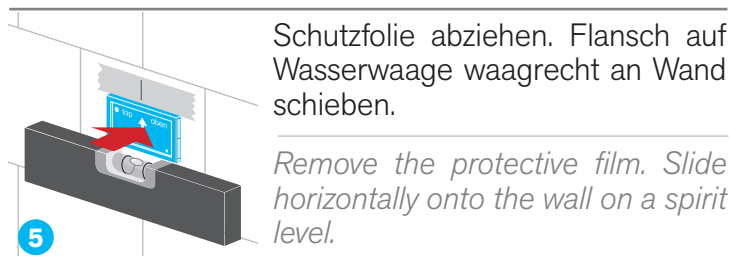 Schutzfolie abziehen. Flansch auf
Wasserwaage waagrecht an Wand
schieben.
top oben
Remove the protective film. Slide
horizontally onto the wall on a spirit
level.
5